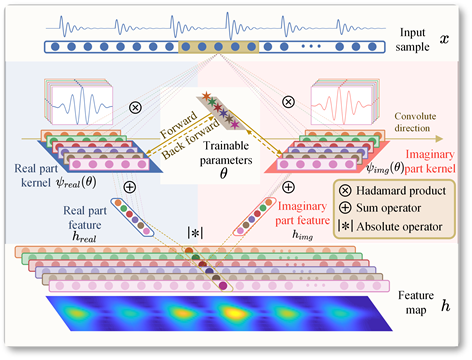 Input
sample x
Convolute
direction
Forward
Back forward
Trainable
parameters
θ
Real part
kernel ψreal(θ)
ψimg(θ) Imaginary
part kernel
Real part
feature
hreal
|*|
Imaginary
part feature
himg
⊗ Hadamard product
⊕ Sum operator
|*| Absolute operator
Feature
map h